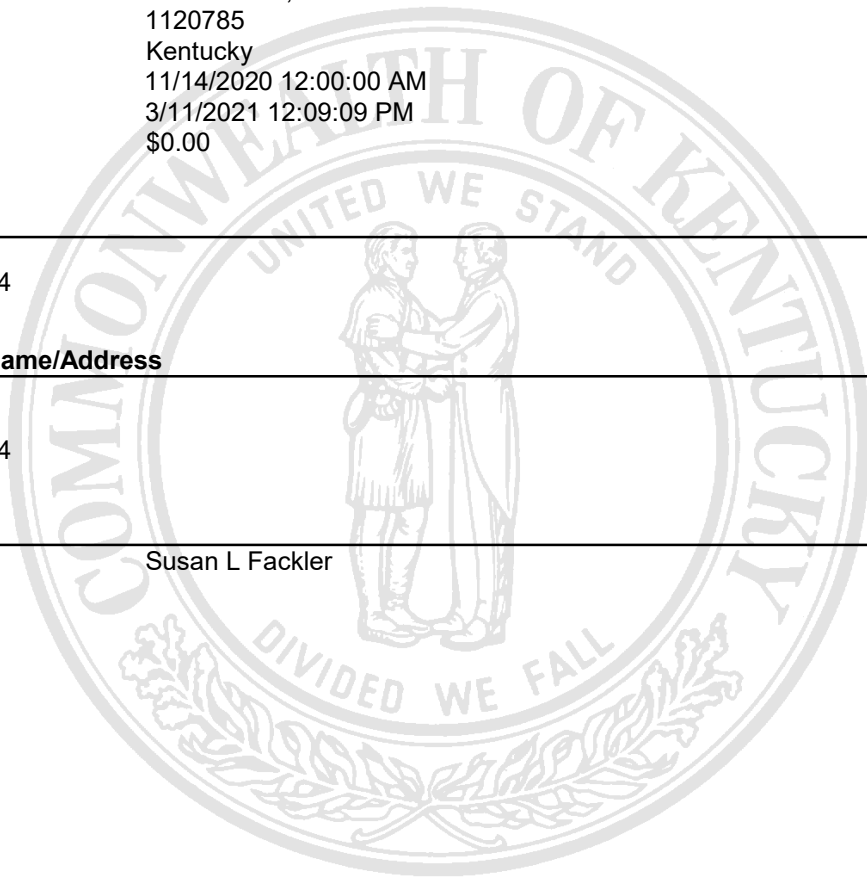 1120785
Kentucky
11/14/2020 12:00:00 AM
3/11/2021 12:09:09 PM
$0.00
4
ame/Address
4
Susan L Fackler
COMMONWEALTH OF KENTUCKY
UNITED WE STAND
DIVIDED WE FALL